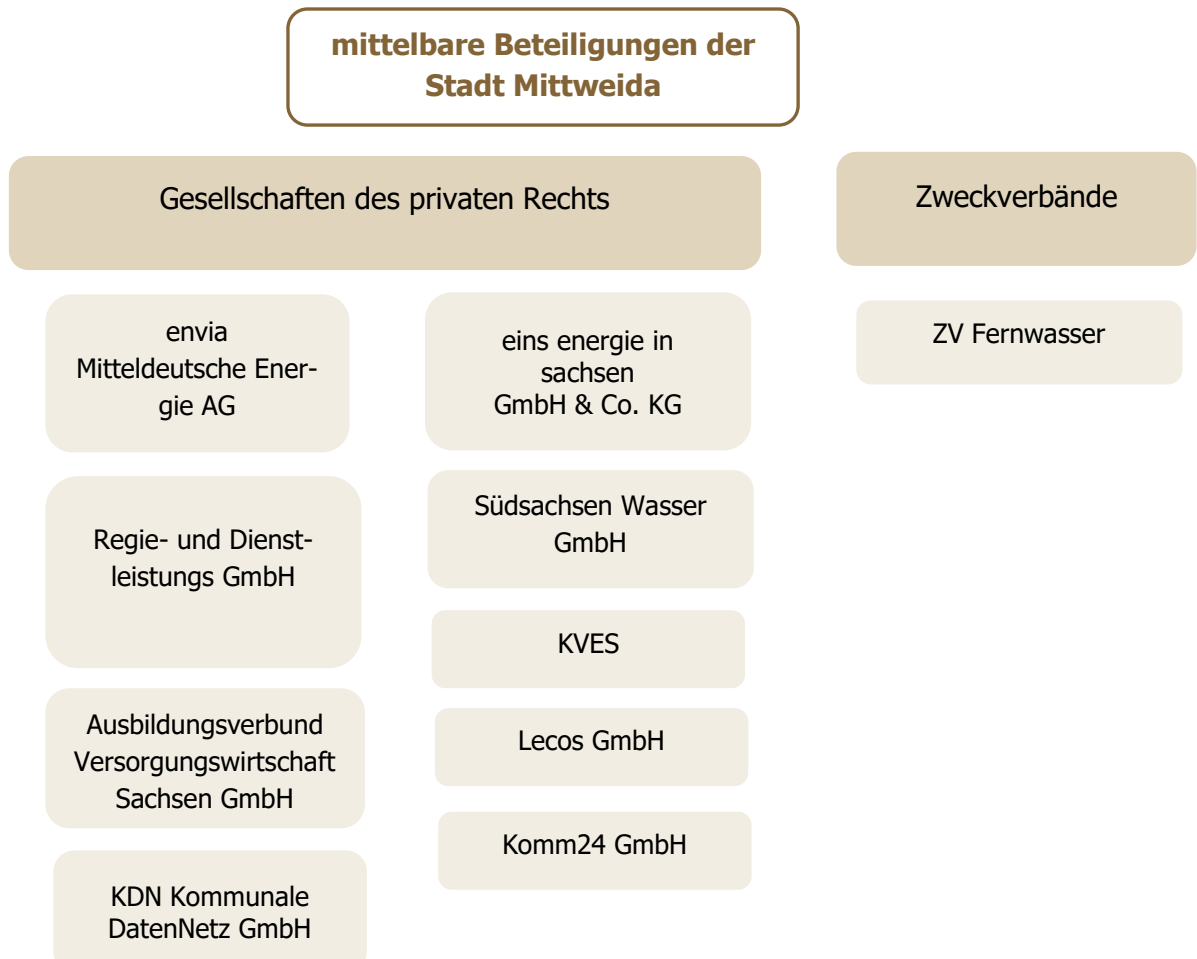 mittelbare Beteiligungen der
Stadt Mittweida
Gesellschaften des privaten Rechts
Zweckverbände
envia
Mitteldeutsche Ener-
gie AG
eins energie in
sachsen
GmbH & Co. KG
ZV Fernwasser
Regie- und Dienst-
leistungs GmbH
Südsachsen Wasser
GmbH
KVES
Ausbildungsverbund
Versorgungswirtschaft
Sachsen GmbH
Lecos GmbH
Komm24 GmbH
KDN Kommunale
DatenNetz GmbH